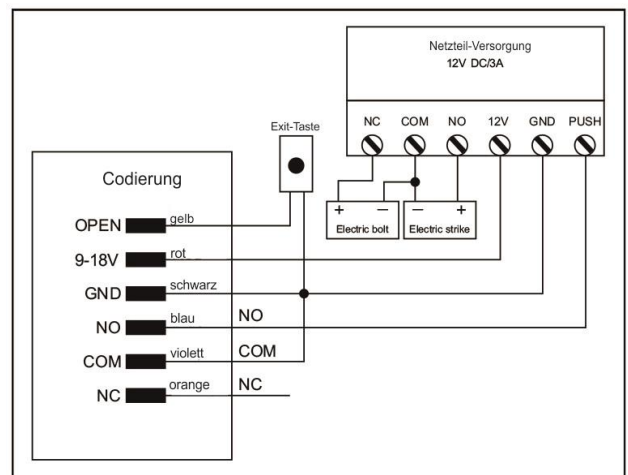 Netzteil-Versorgung
12V DC/3A
NC COM NO 12V GND PUSH
Exit-Taste
+ − − +
Electric bolt Electric strike
Codierung
OPEN gelb
9-18V rot
GND schwarz
NO blau NO
COM violett COM
NC orange NC